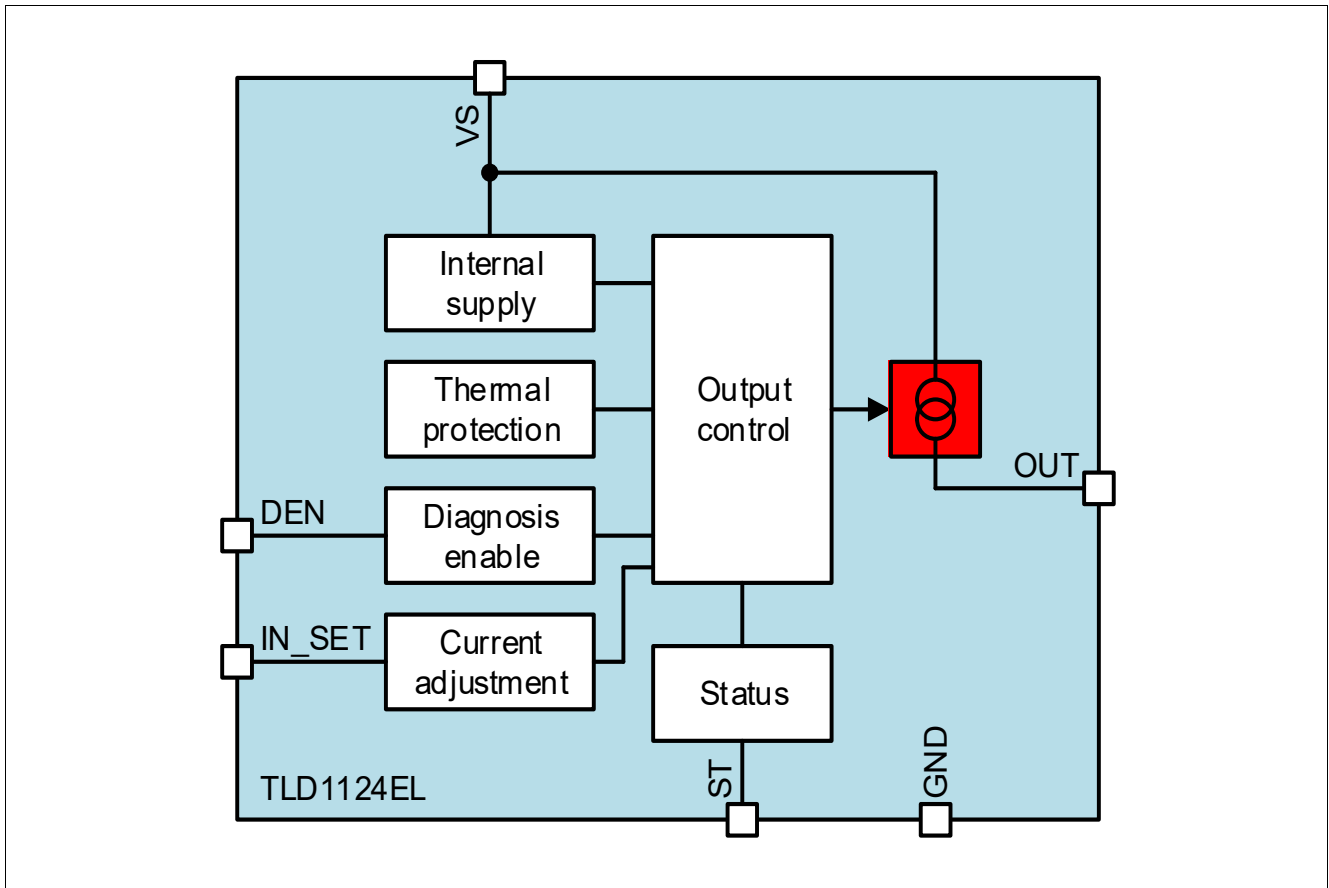 VS
Internal
supply
Thermal
protection
Output
control
OUT
DEN
Diagnosis
enable
IN_SET
Current
adjustment
Status
ST
GND
TLD1124EL